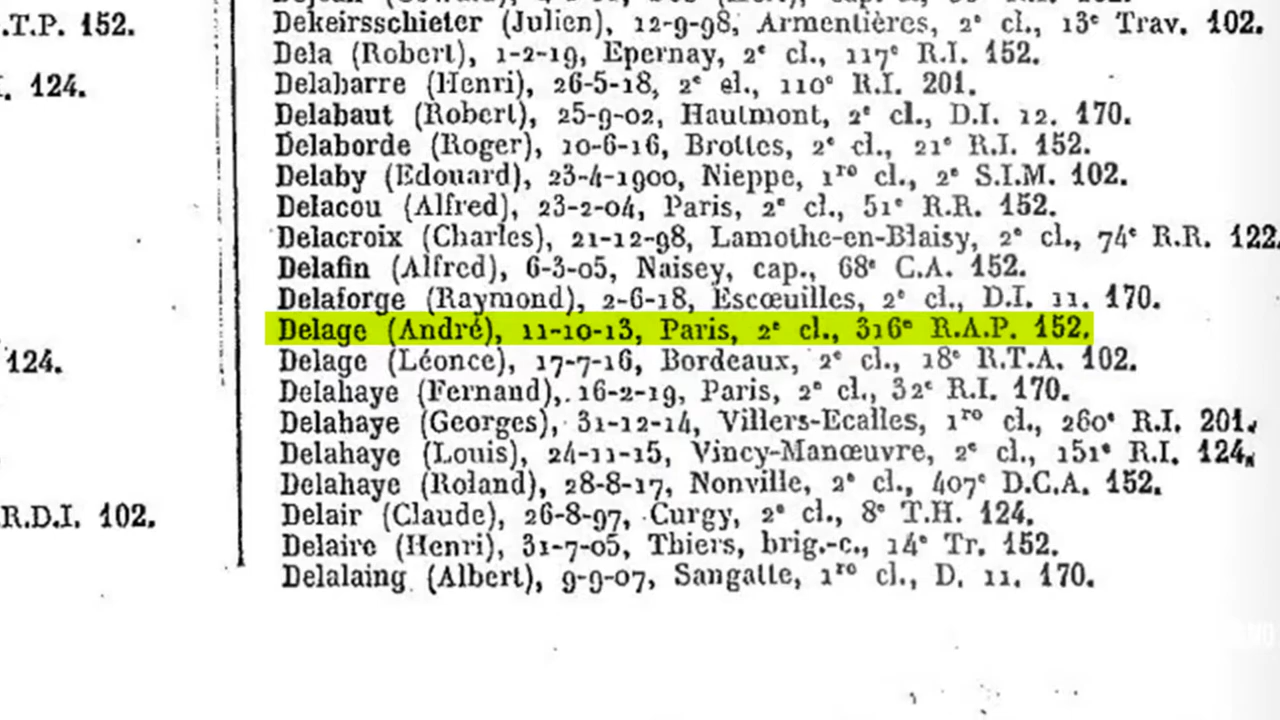 .T.P. 152.
124.
124.
R.D.I. 102.
Dekeirsschieter (Julien), 12-9-98, Armentières, 2e cl., 13e Trav. 102.
Dela (Robert), 1-2-19, Epernay, 2e cl., 117e R.I. 152.
Delabarre (Henri), 26-5-18, 2e el., 110e R.I. 201.
Delabaut (Robert), 25-9-02, Hautmont, 2e cl., D.I. 12. 170.
Delaborde (Roger), 10-6-16, Brottes, 2e cl., 21e R.I. 152.
Delaby (Edouard), 23-4-1900, Nieppe, 1re cl., 2e S.I.M. 102.
Delacou (Alfred), 23-2-04, Paris, 2e cl., 51e R.R. 152.
Delacroix (Charles), 21-12-98, Lamothe-en-Blaisy, 2e cl., 74e R.R. 122.
Delafin (Alfred), 6-3-05, Naisey, cap., 68e C.A. 152.
Delaforge (Raymond), 2-6-18, Escœuilles, 2e cl., D.I. 11. 170.
Delage (André), 11-10-13, Paris, 2e cl., 316e R.A.P. 152.
Delage (Léonce), 17-7-16, Bordeaux, 2e cl., 18e R.T.A. 102.
Delahaye (Fernand), 16-2-19, Paris, 2e cl., 32e R.I. 170.
Delahaye (Georges), 31-12-14, Villers-Ecalles, 1re cl., 260e R.I. 201.
Delahaye (Louis), 24-11-15, Vincy-Manœuvre, 2e cl., 151e R.I. 124.
Delahaye (Roland), 28-8-17, Nonville, 2e cl., 407e D.C.A. 152.
Delair (Claude), 26-8-97, Curgy, 2e cl., 8e T.H. 124.
Delaire (Henri), 31-7-05, Thiers, brig.-c., 14e Tr. 152.
Delalaing (Albert), 9-9-07, Sangatte, 1re cl., D. 11. 170.